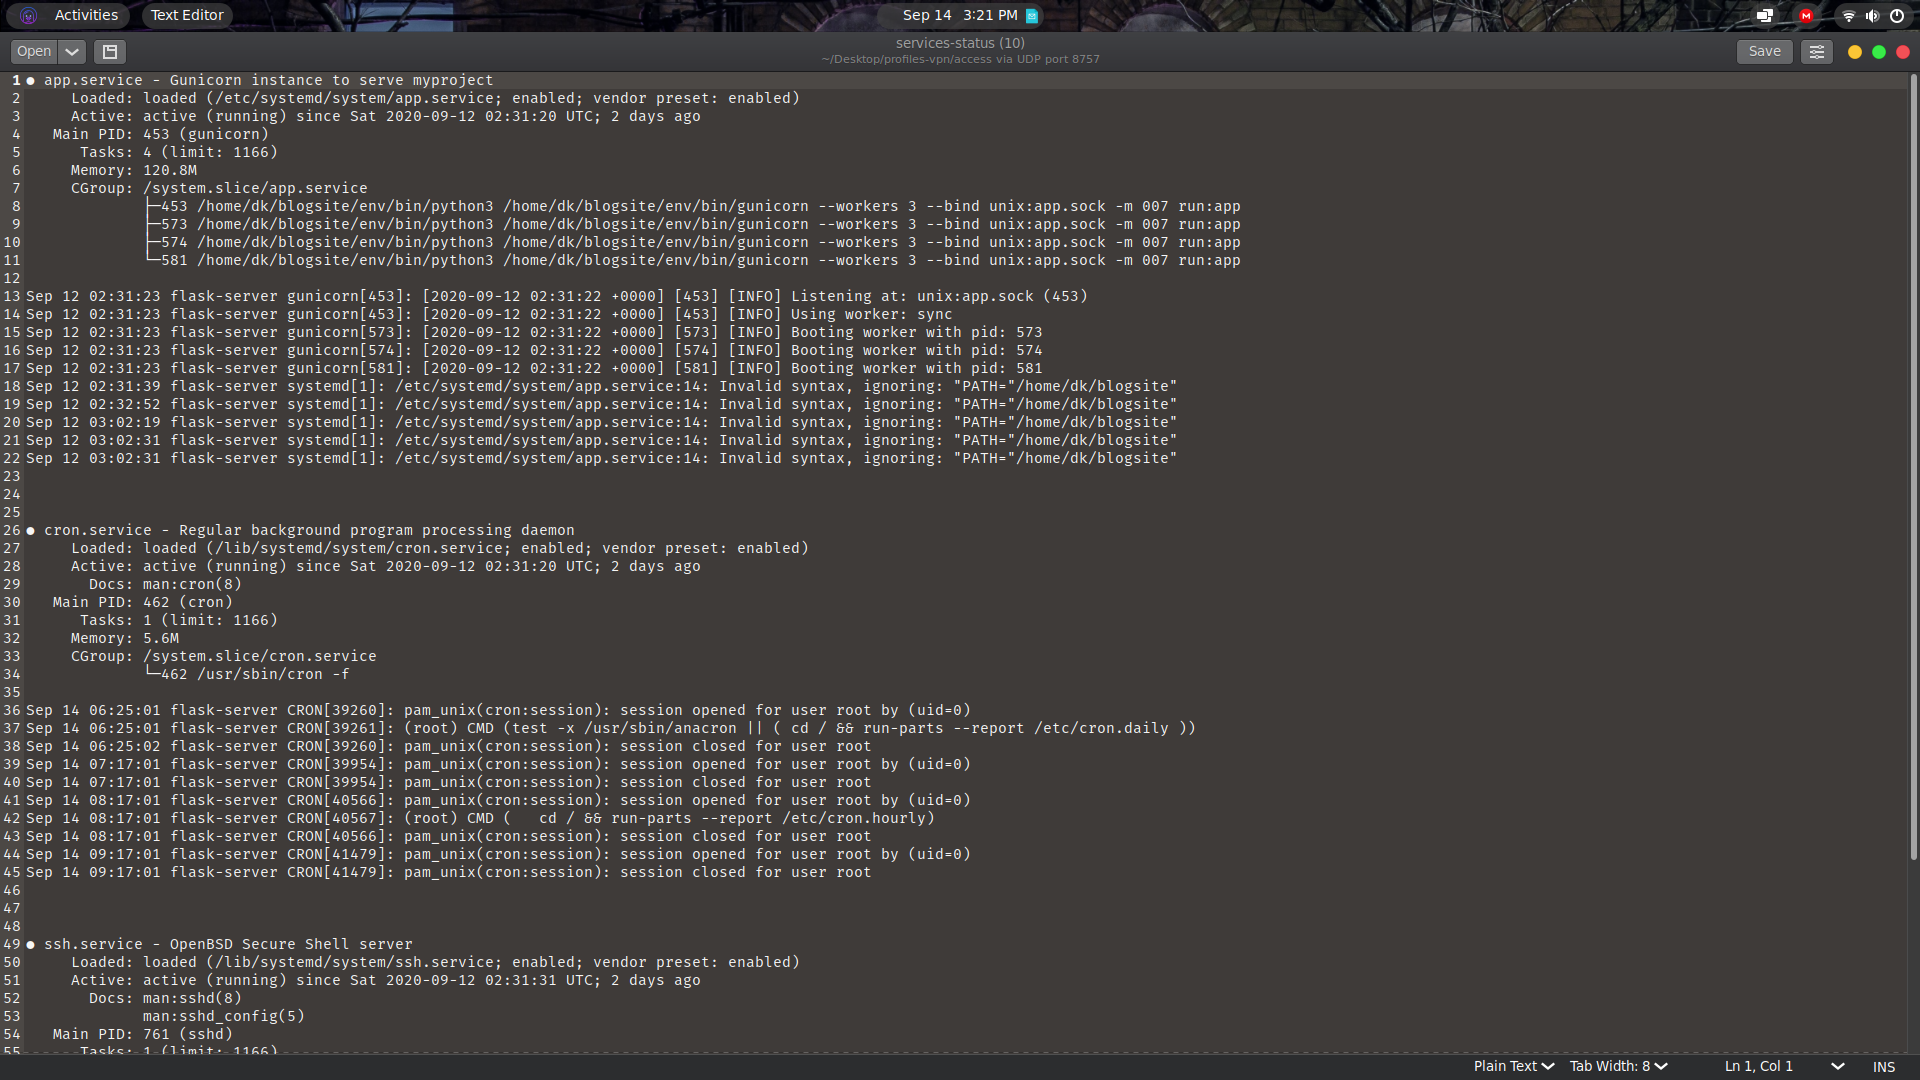 Activities
Text Editor
Sep 14 3:21 PM
M
Open
services-status (10)
~/Desktop/profiles-vpn/access via UDP port 8757
Save
1 ● app.service - Gunicorn instance to serve myproject
2 Loaded: loaded (/etc/systemd/system/app.service; enabled; vendor preset: enabled)
3 Active: active (running) since Sat 2020-09-12 02:31:20 UTC; 2 days ago
4 Main PID: 453 (gunicorn)
5 Tasks: 4 (limit: 1166)
6 Memory: 120.8M
7 CGroup: /system.slice/app.service
8 ├─453 /home/dk/blogsite/env/bin/python3 /home/dk/blogsite/env/bin/gunicorn --workers 3 --bind unix:app.sock -m 007 run:app
9 ├─573 /home/dk/blogsite/env/bin/python3 /home/dk/blogsite/env/bin/gunicorn --workers 3 --bind unix:app.sock -m 007 run:app
10 ├─574 /home/dk/blogsite/env/bin/python3 /home/dk/blogsite/env/bin/gunicorn --workers 3 --bind unix:app.sock -m 007 run:app
11 └─581 /home/dk/blogsite/env/bin/python3 /home/dk/blogsite/env/bin/gunicorn --workers 3 --bind unix:app.sock -m 007 run:app
12
13 Sep 12 02:31:23 flask-server gunicorn[453]: [2020-09-12 02:31:22 +0000] [453] [INFO] Listening at: unix:app.sock (453)
14 Sep 12 02:31:23 flask-server gunicorn[453]: [2020-09-12 02:31:22 +0000] [453] [INFO] Using worker: sync
15 Sep 12 02:31:23 flask-server gunicorn[573]: [2020-09-12 02:31:22 +0000] [573] [INFO] Booting worker with pid: 573
16 Sep 12 02:31:23 flask-server gunicorn[574]: [2020-09-12 02:31:22 +0000] [574] [INFO] Booting worker with pid: 574
17 Sep 12 02:31:23 flask-server gunicorn[581]: [2020-09-12 02:31:22 +0000] [581] [INFO] Booting worker with pid: 581
18 Sep 12 02:31:39 flask-server systemd[1]: /etc/systemd/system/app.service:14: Invalid syntax, ignoring: "PATH="/home/dk/blogsite"
19 Sep 12 02:32:52 flask-server systemd[1]: /etc/systemd/system/app.service:14: Invalid syntax, ignoring: "PATH="/home/dk/blogsite"
20 Sep 12 03:02:19 flask-server systemd[1]: /etc/systemd/system/app.service:14: Invalid syntax, ignoring: "PATH="/home/dk/blogsite"
21 Sep 12 03:02:31 flask-server systemd[1]: /etc/systemd/system/app.service:14: Invalid syntax, ignoring: "PATH="/home/dk/blogsite"
22 Sep 12 03:02:31 flask-server systemd[1]: /etc/systemd/system/app.service:14: Invalid syntax, ignoring: "PATH="/home/dk/blogsite"
23
24
25
26 ● cron.service - Regular background program processing daemon
27 Loaded: loaded (/lib/systemd/system/cron.service; enabled; vendor preset: enabled)
28 Active: active (running) since Sat 2020-09-12 02:31:20 UTC; 2 days ago
29 Docs: man:cron(8)
30 Main PID: 462 (cron)
31 Tasks: 1 (limit: 1166)
32 Memory: 5.6M
33 CGroup: /system.slice/cron.service
34 └─462 /usr/sbin/cron -f
35
36 Sep 14 06:25:01 flask-server CRON[39260]: pam_unix(cron:session): session opened for user root by (uid=0)
37 Sep 14 06:25:01 flask-server CRON[39261]: (root) CMD (test -x /usr/sbin/anacron || ( cd / && run-parts --report /etc/cron.daily ))
38 Sep 14 06:25:02 flask-server CRON[39260]: pam_unix(cron:session): session closed for user root
39 Sep 14 07:17:01 flask-server CRON[39954]: pam_unix(cron:session): session opened for user root by (uid=0)
40 Sep 14 07:17:01 flask-server CRON[39954]: pam_unix(cron:session): session closed for user root
41 Sep 14 08:17:01 flask-server CRON[40566]: pam_unix(cron:session): session opened for user root by (uid=0)
42 Sep 14 08:17:01 flask-server CRON[40567]: (root) CMD ( cd / && run-parts --report /etc/cron.hourly)
43 Sep 14 08:17:01 flask-server CRON[40566]: pam_unix(cron:session): session closed for user root
44 Sep 14 09:17:01 flask-server CRON[41479]: pam_unix(cron:session): session opened for user root by (uid=0)
45 Sep 14 09:17:01 flask-server CRON[41479]: pam_unix(cron:session): session closed for user root
46
47
48
49 ● ssh.service - OpenBSD Secure Shell server
50 Loaded: loaded (/lib/systemd/system/ssh.service; enabled; vendor preset: enabled)
51 Active: active (running) since Sat 2020-09-12 02:31:31 UTC; 2 days ago
52 Docs: man:sshd(8)
53 man:sshd_config(5)
54 Main PID: 761 (sshd)
55 Tasks: 1 (limit: 1166)
Plain Text
Tab Width: 8
Ln 1, Col 1
INS